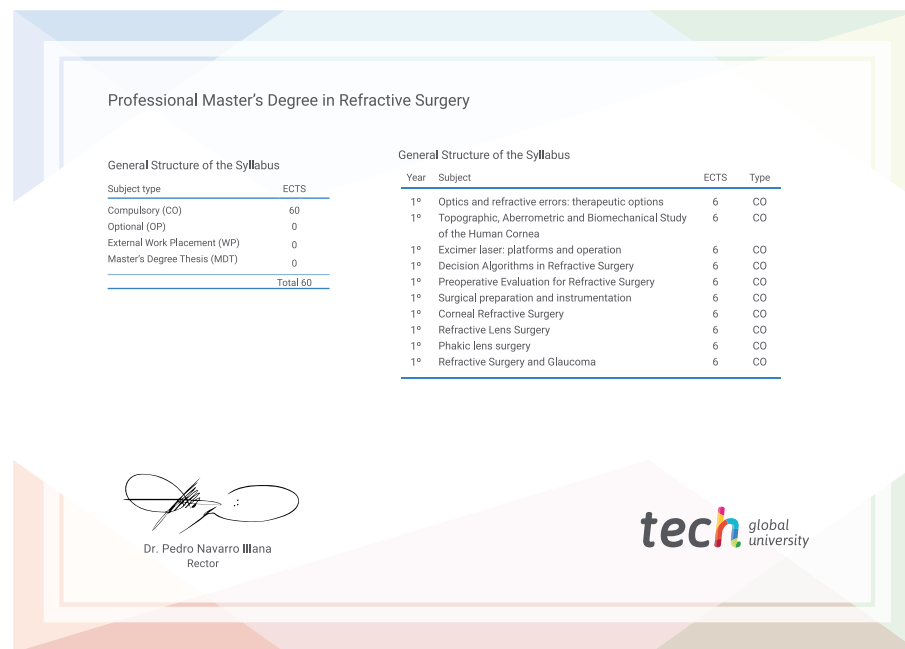 Professional Master's Degree in Refractive Surgery
General Structure of the Syllabus
Subject type ECTS
Compulsory (CO) 60
Optional (OP) 0
External Work Placement (WP) 0
Master's Degree Thesis (MDT) 0
Total 60
General Structure of the Syllabus
Year Subject ECTS Type
1º Optics and refractive errors: therapeutic options 6 CO
1º Topographic, Aberrometric and Biomechanical Study 6 CO
of the Human Cornea
1º Excimer laser: platforms and operation 6 CO
1º Decision Algorithms in Refractive Surgery 6 CO
1º Preoperative Evaluation for Refractive Surgery 6 CO
1º Surgical preparation and instrumentation 6 CO
1º Corneal Refractive Surgery 6 CO
1º Refractive Lens Surgery 6 CO
1º Phakic lens surgery 6 CO
1º Refractive Surgery and Glaucoma 6 CO
Dr. Pedro Navarro Illana
Rector
tech global
university